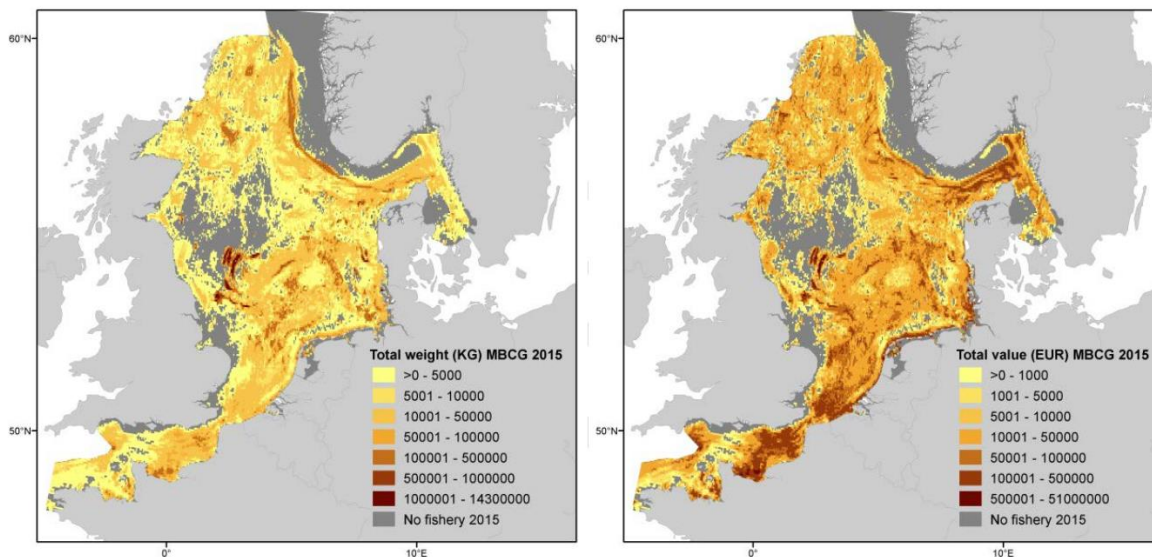 60°N
50°N
Total weight (KG) MBCG 2015
>0 - 5000
5001 - 10000
10001 - 50000
50001 - 100000
100001 - 500000
500001 - 1000000
1000001 - 14300000
No fishery 2015
0°
10°E
60°N
50°N
Total value (EUR) MBCG 2015
>0 - 1000
1001 - 5000
5001 - 10000
10001 - 50000
50001 - 100000
100001 - 500000
500001 - 51000000
No fishery 2015
0°
10°E